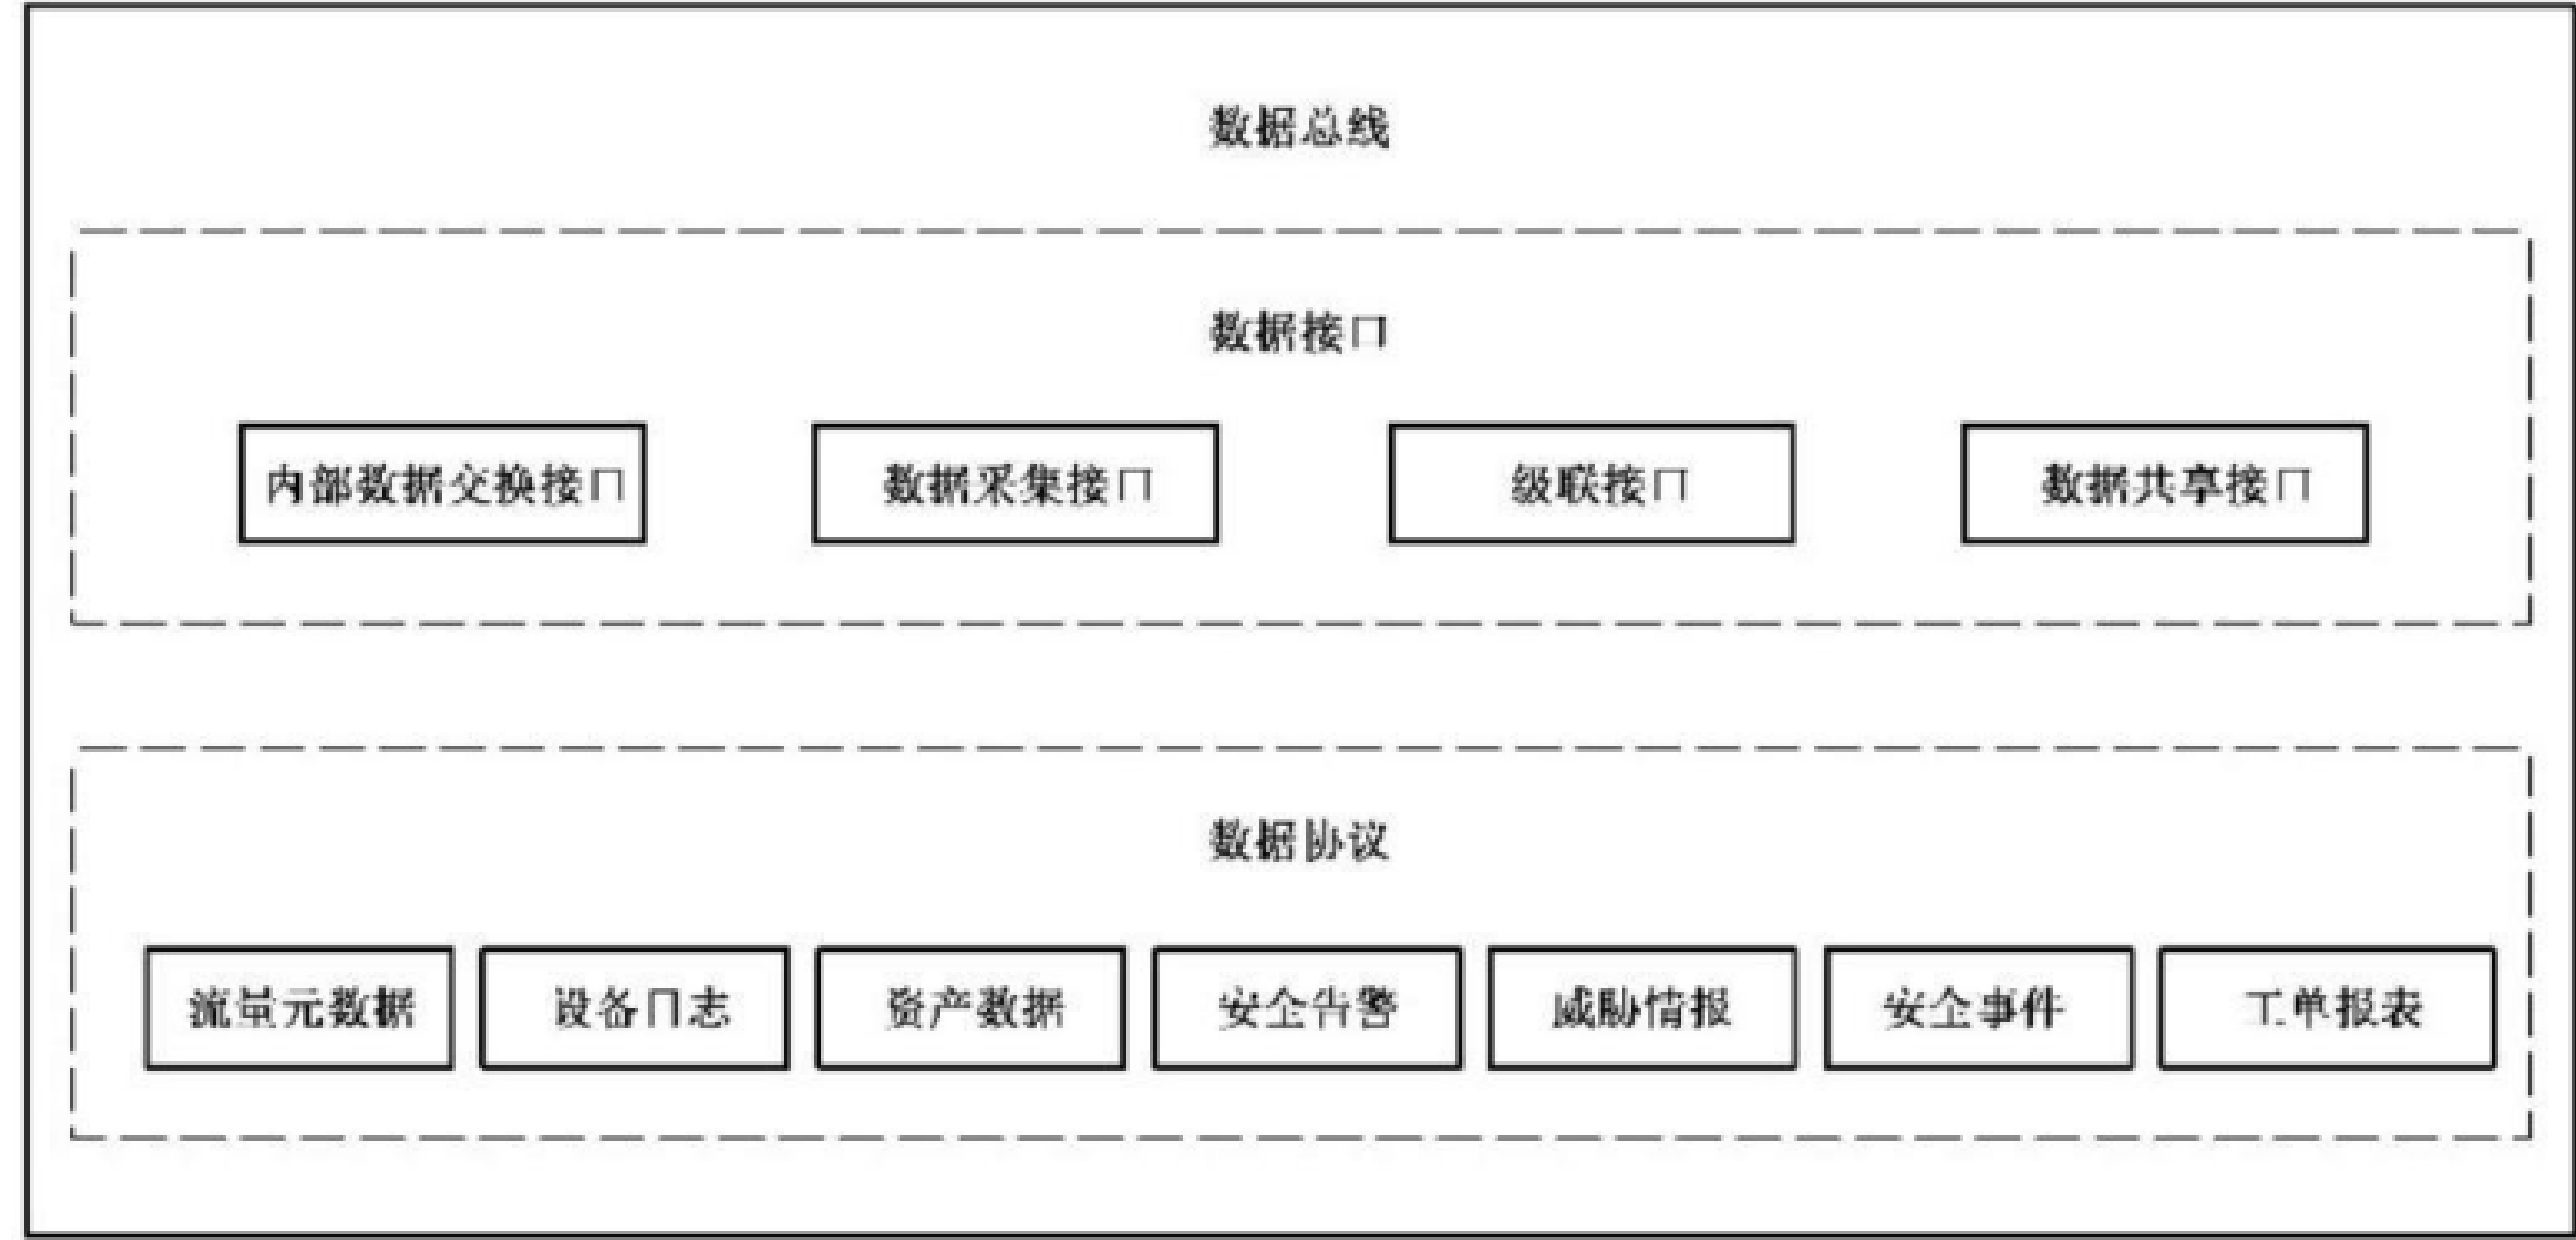 数据总线
数据接口
内部数据交换接口
数据采集接口
级联接口
数据共享接口
数据协议
流量元数据
设备日志
资产数据
安全告警
威胁情报
安全事件
工单报表